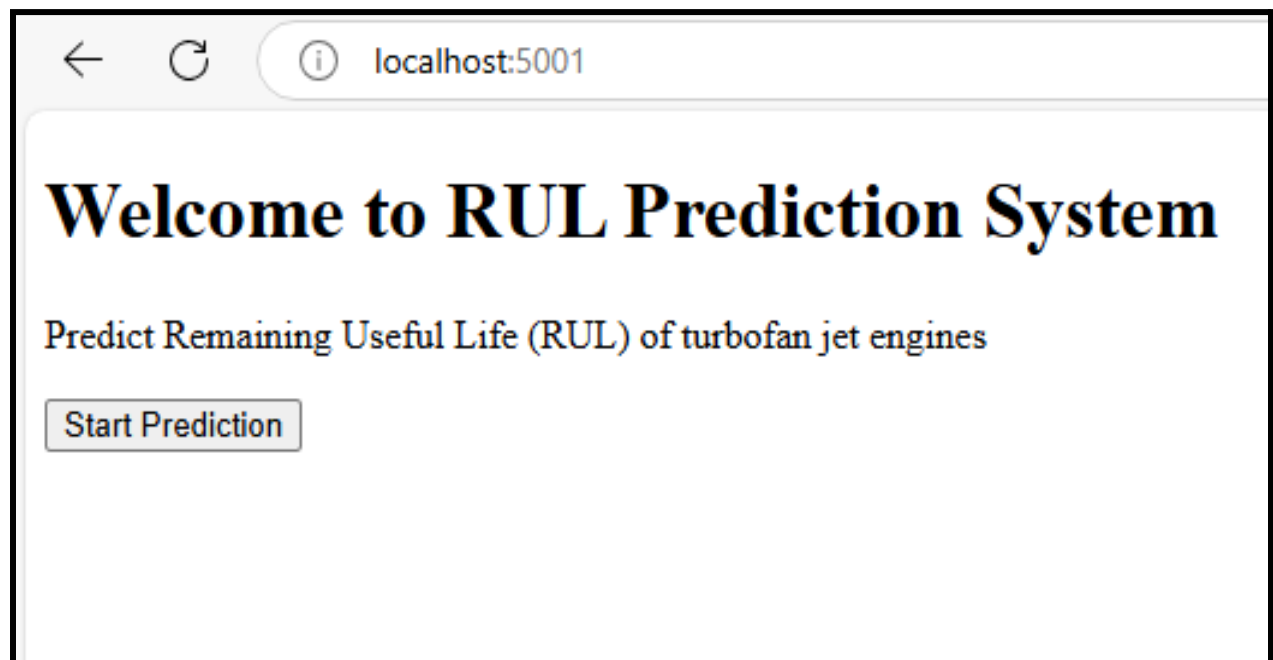 localhost:5001
Welcome to RUL Prediction System
Predict Remaining Useful Life (RUL) of turbofan jet engines
Start Prediction